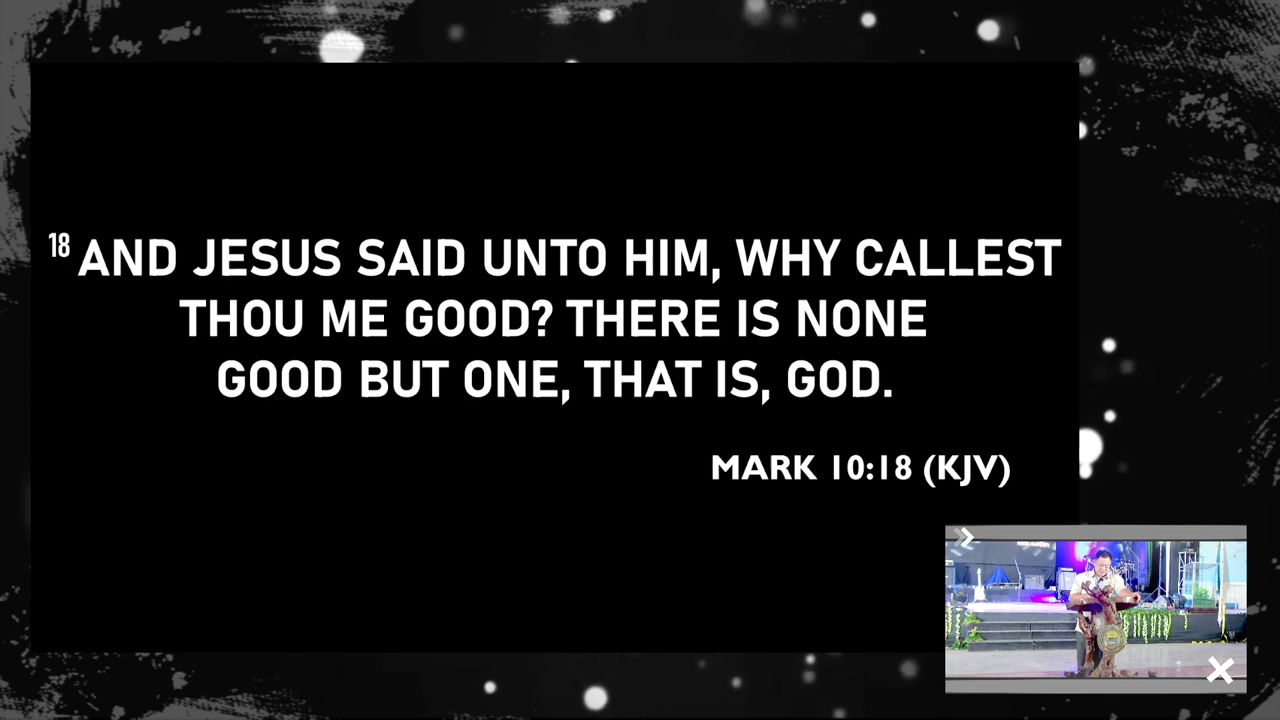 18 AND JESUS SAID UNTO HIM, WHY CALLEST
THOU ME GOOD? THERE IS NONE
GOOD BUT ONE, THAT IS, GOD.
MARK 10:18 (KJV)